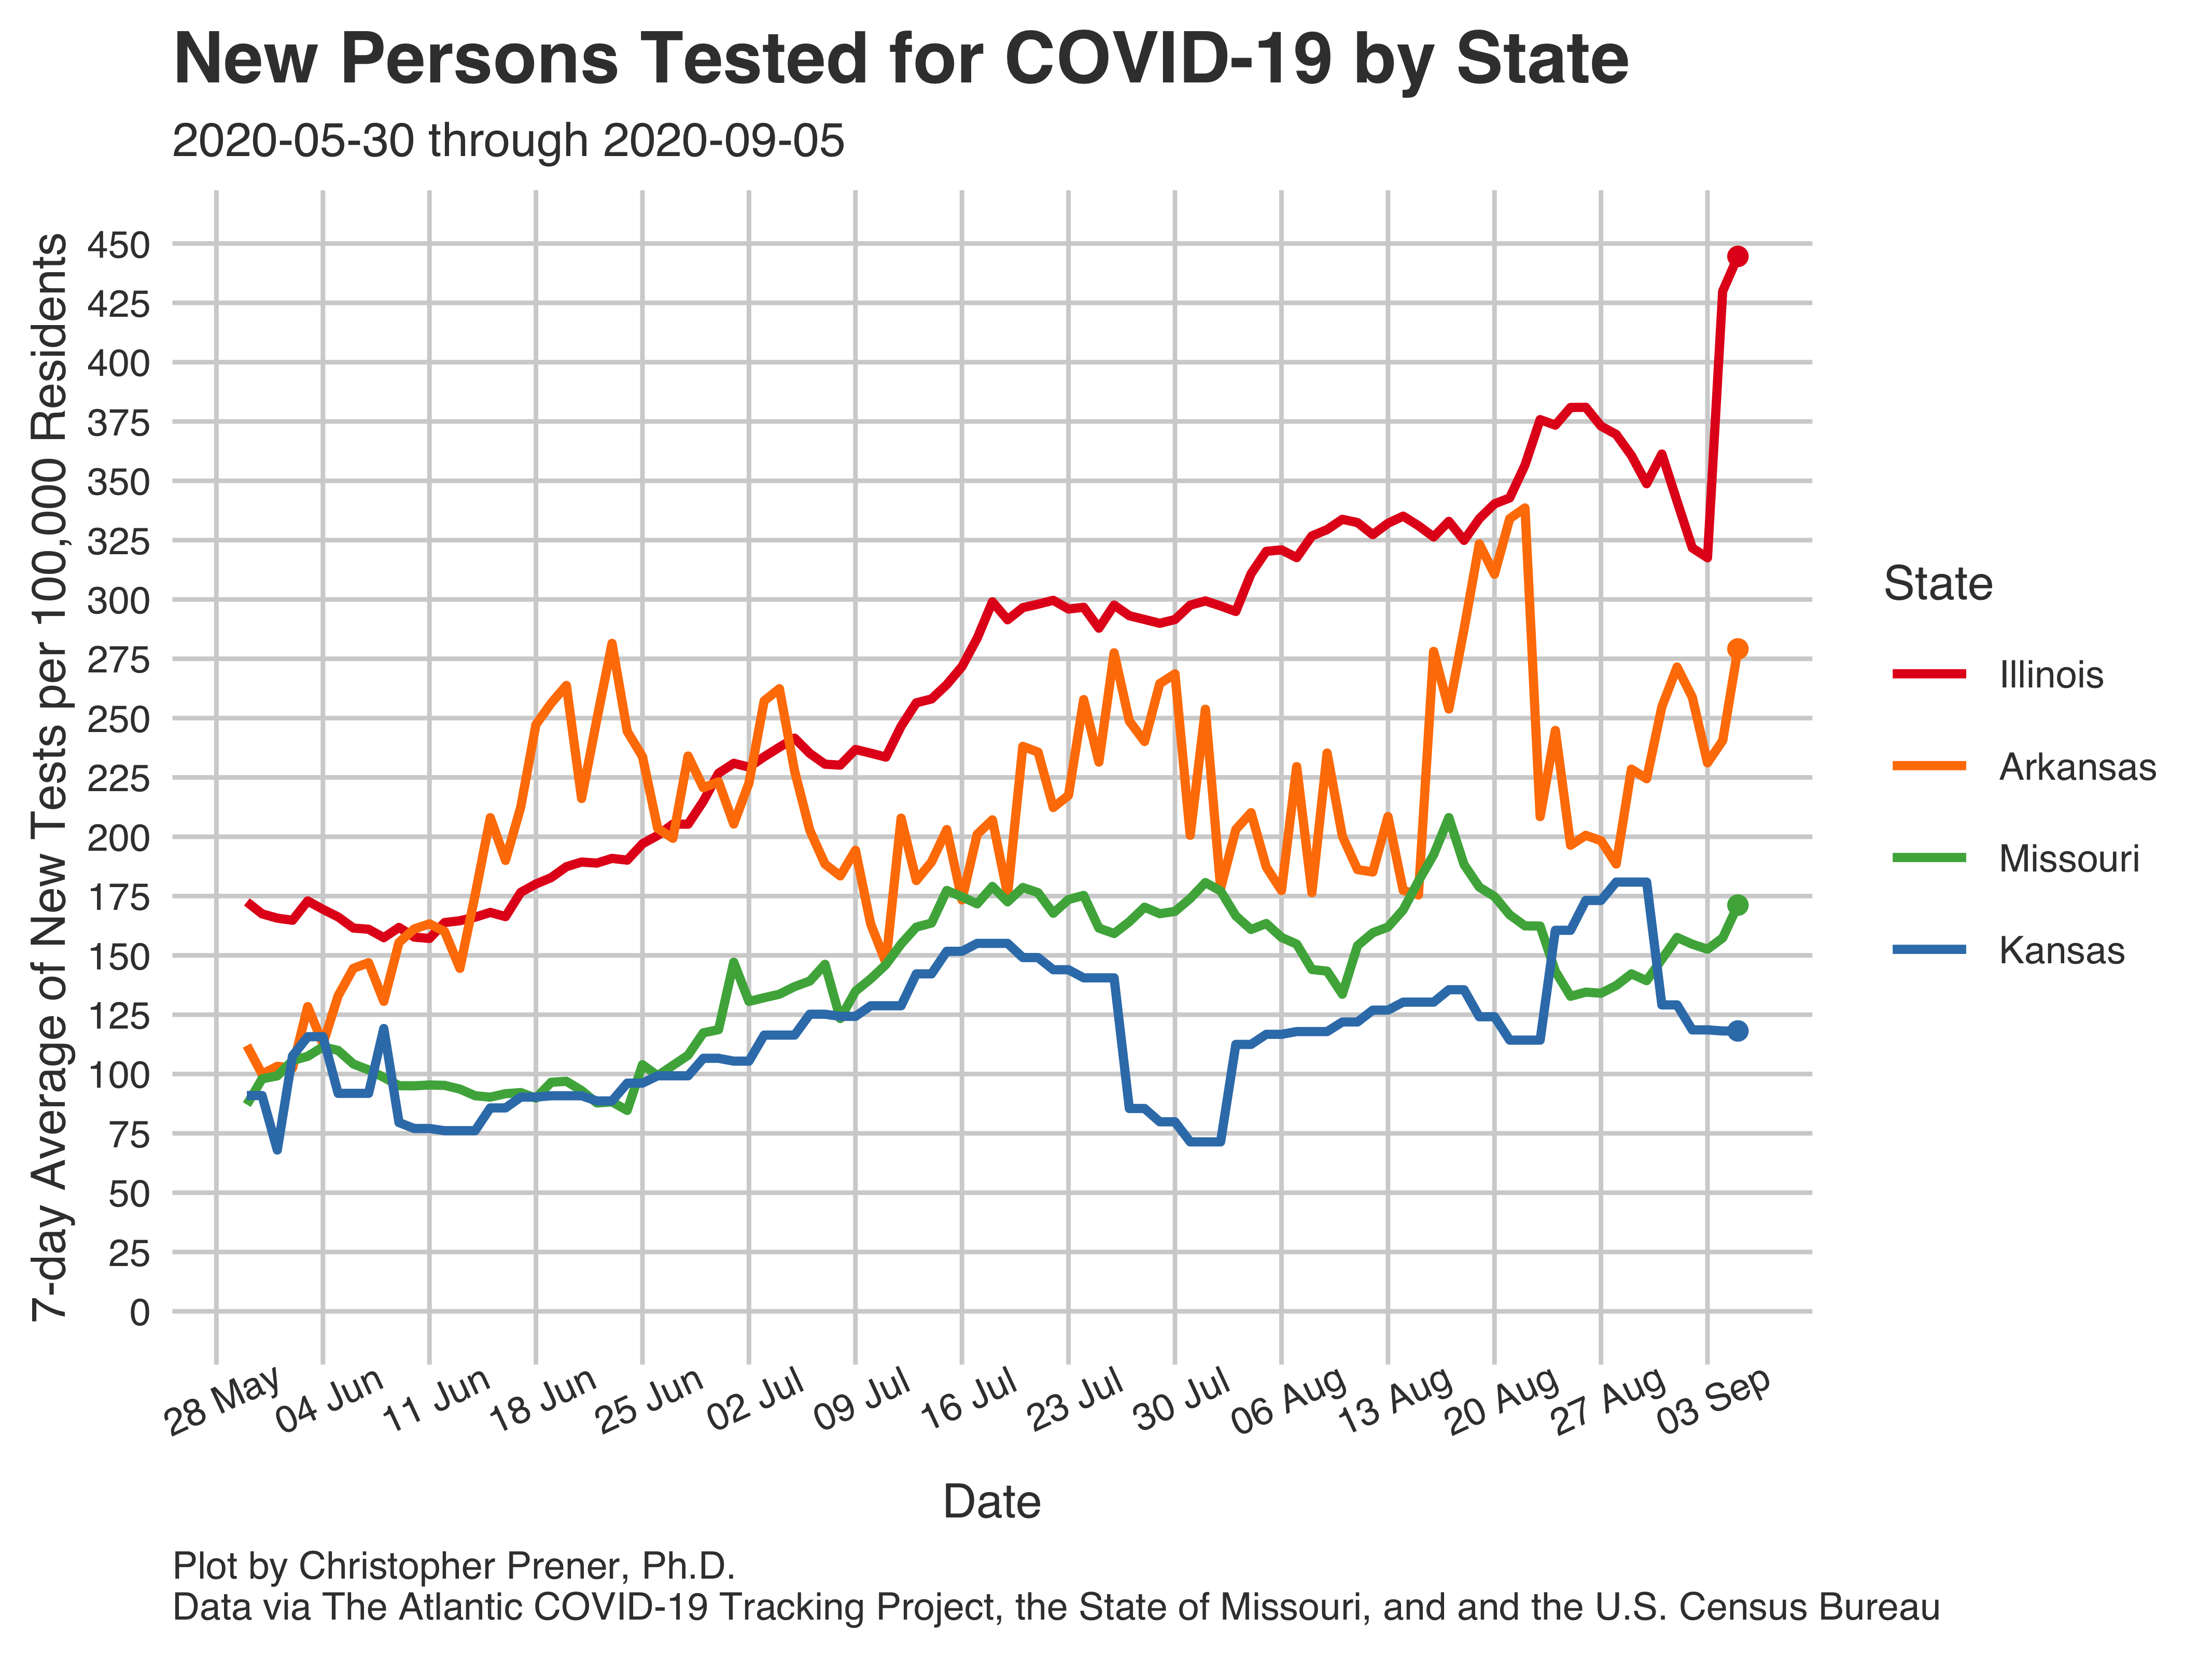 New Persons Tested for COVID-19 by State
2020-05-30 through 2020-09-05
7-day Average of New Tests per 100,000 Residents
450
425
400
375
350
325
300
275
250
225
200
175
150
125
100
75
50
25
0
28 May
04 Jun
11 Jun
18 Jun
25 Jun
02 Jul
09 Jul
16 Jul
23 Jul
30 Jul
06 Aug
13 Aug
20 Aug
27 Aug
03 Sep
Date
State
Illinois
Arkansas
Missouri
Kansas
Plot by Christopher Prener, Ph.D.
Data via The Atlantic COVID-19 Tracking Project, the State of Missouri, and and the U.S. Census Bureau